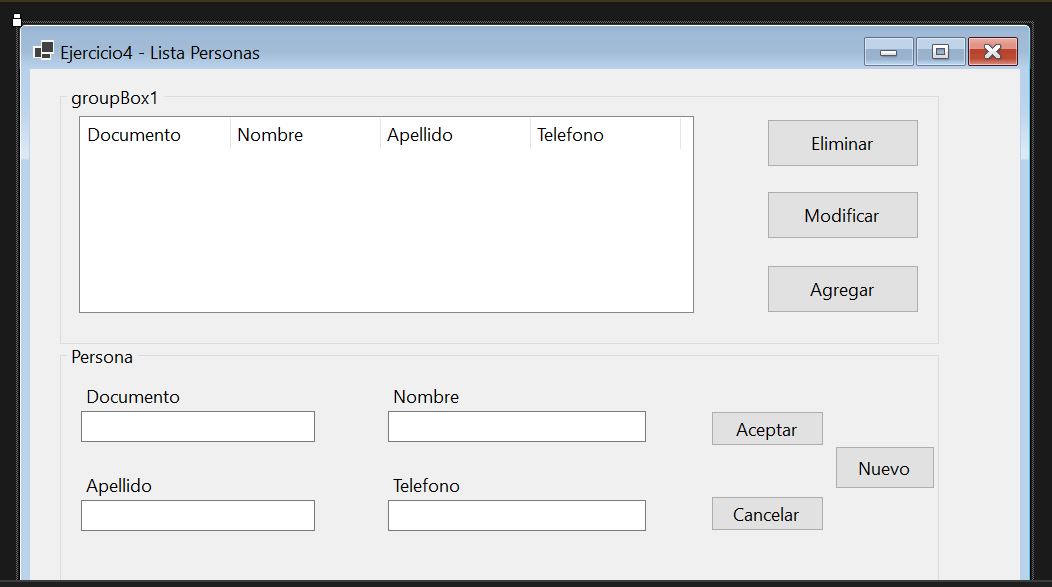 Ejercicio4 - Lista Personas
groupBox1
Documento Nombre Apellido Telefono
Eliminar
Modificar
Agregar
Persona
Documento Nombre
Aceptar
Nuevo
Apellido Telefono
Cancelar